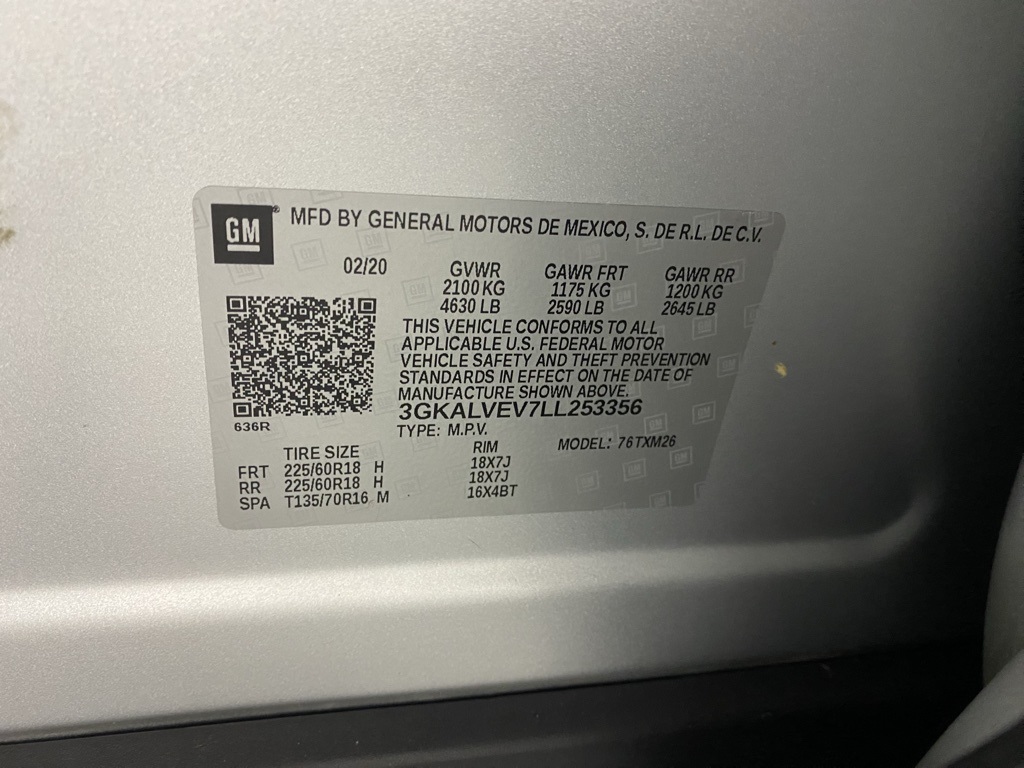 GM
MFD BY GENERAL MOTORS DE MEXICO, S. DE R.L. DE C.V.
02/20
GVWR GAWR FRT GAWR RR
2100 KG 1175 KG 1200 KG
4630 LB 2590 LB 2645 LB
THIS VEHICLE CONFORMS TO ALL
APPLICABLE U.S. FEDERAL MOTOR
VEHICLE SAFETY AND THEFT PREVENTION
STANDARDS IN EFFECT ON THE DATE OF
MANUFACTURE SHOWN ABOVE.
3GKALVEV7LL253356
636R
TYPE: M.P.V. MODEL: 76TXM26
TIRE SIZE RIM
FRT 225/60R18 H 18X7J
RR 225/60R18 H 18X7J
SPA T135/70R16 M 16X4BT